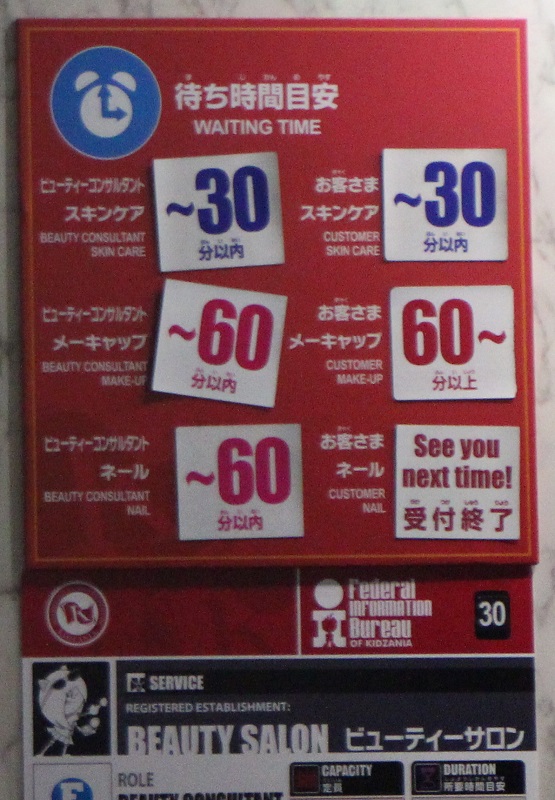 待ち時間目安
WAITING TIME
ビューティーコンサルタント
スキンケア
BEAUTY CONSULTANT
SKIN CARE
~30
分以内
お客さま
スキンケア
CUSTOMER
SKIN CARE
~30
分以内
ビューティーコンサルタント
メーキャップ
BEAUTY CONSULTANT
MAKE-UP
~60
分以内
お客さま
メーキャップ
CUSTOMER
MAKE-UP
60~
分以上
ビューティーコンサルタント
ネール
BEAUTY CONSULTANT
NAIL
~60
分以内
お客さま
ネール
CUSTOMER
NAIL
See you
next time!
受付終了
Federal
Information
Bureau
OF KIDZANIA
30
SERVICE
REGISTERED ESTABLISHMENT:
BEAUTY SALON ビューティーサロン
ROLE
BEAUTY CONSULTANT
CAPACITY
定員
DURATION
所要時間目安